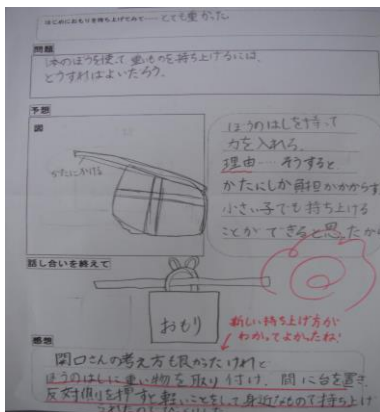 はじめにおもりを持ち上げてみて……とても重かった
問題
1本のぼうを使って重いものを持ち上げるには、
どうすればよいだろう。
予想
図
かたにかける
ぼうのはしを持って
力を入れる。
理由……そうすると、
かたにしか負担がかからず
小さい子でも持ち上げる
ことができると思ったから
話し合いを終えて
おもり
新しい持ち上げ方が
わかってよかったね!
感想
関口さんの考え方も良かったけれど
ぼうのはしに重い物を取り付け、間に台を置き、
反対側を押すと軽いことをして身近なもので持ち上げ